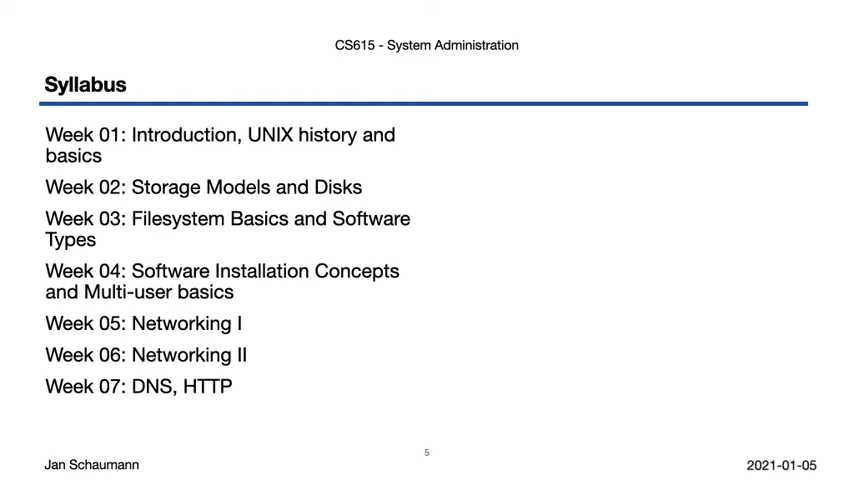 CS615 - System Administration
Syllabus
Week 01: Introduction, UNIX history and
basics
Week 02: Storage Models and Disks
Week 03: Filesystem Basics and Software
Types
Week 04: Software Installation Concepts
and Multi-user basics
Week 05: Networking I
Week 06: Networking II
Week 07: DNS, HTTP
5
Jan Schaumann
2021-01-05